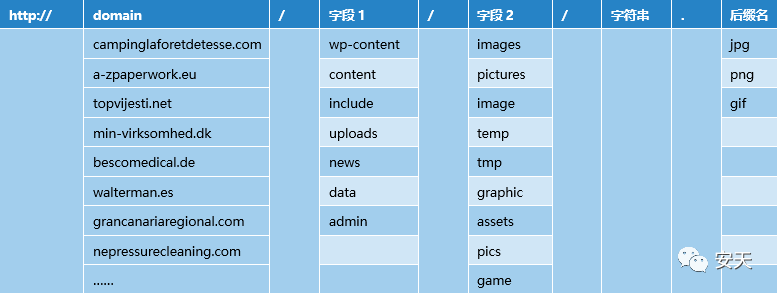 http:// domain / 字段 1 / 字段 2 / 字符串 . 后缀名
campinglaforetdetesse.com wp-content images jpg
a-zpaperwork.eu content pictures png
topvijesti.net include image gif
min-virksomhed.dk uploads temp
bescomedical.de news tmp
walterman.es data graphic
grancanariaregional.com admin assets
nepressurecleaning.com pics
...... game
安天